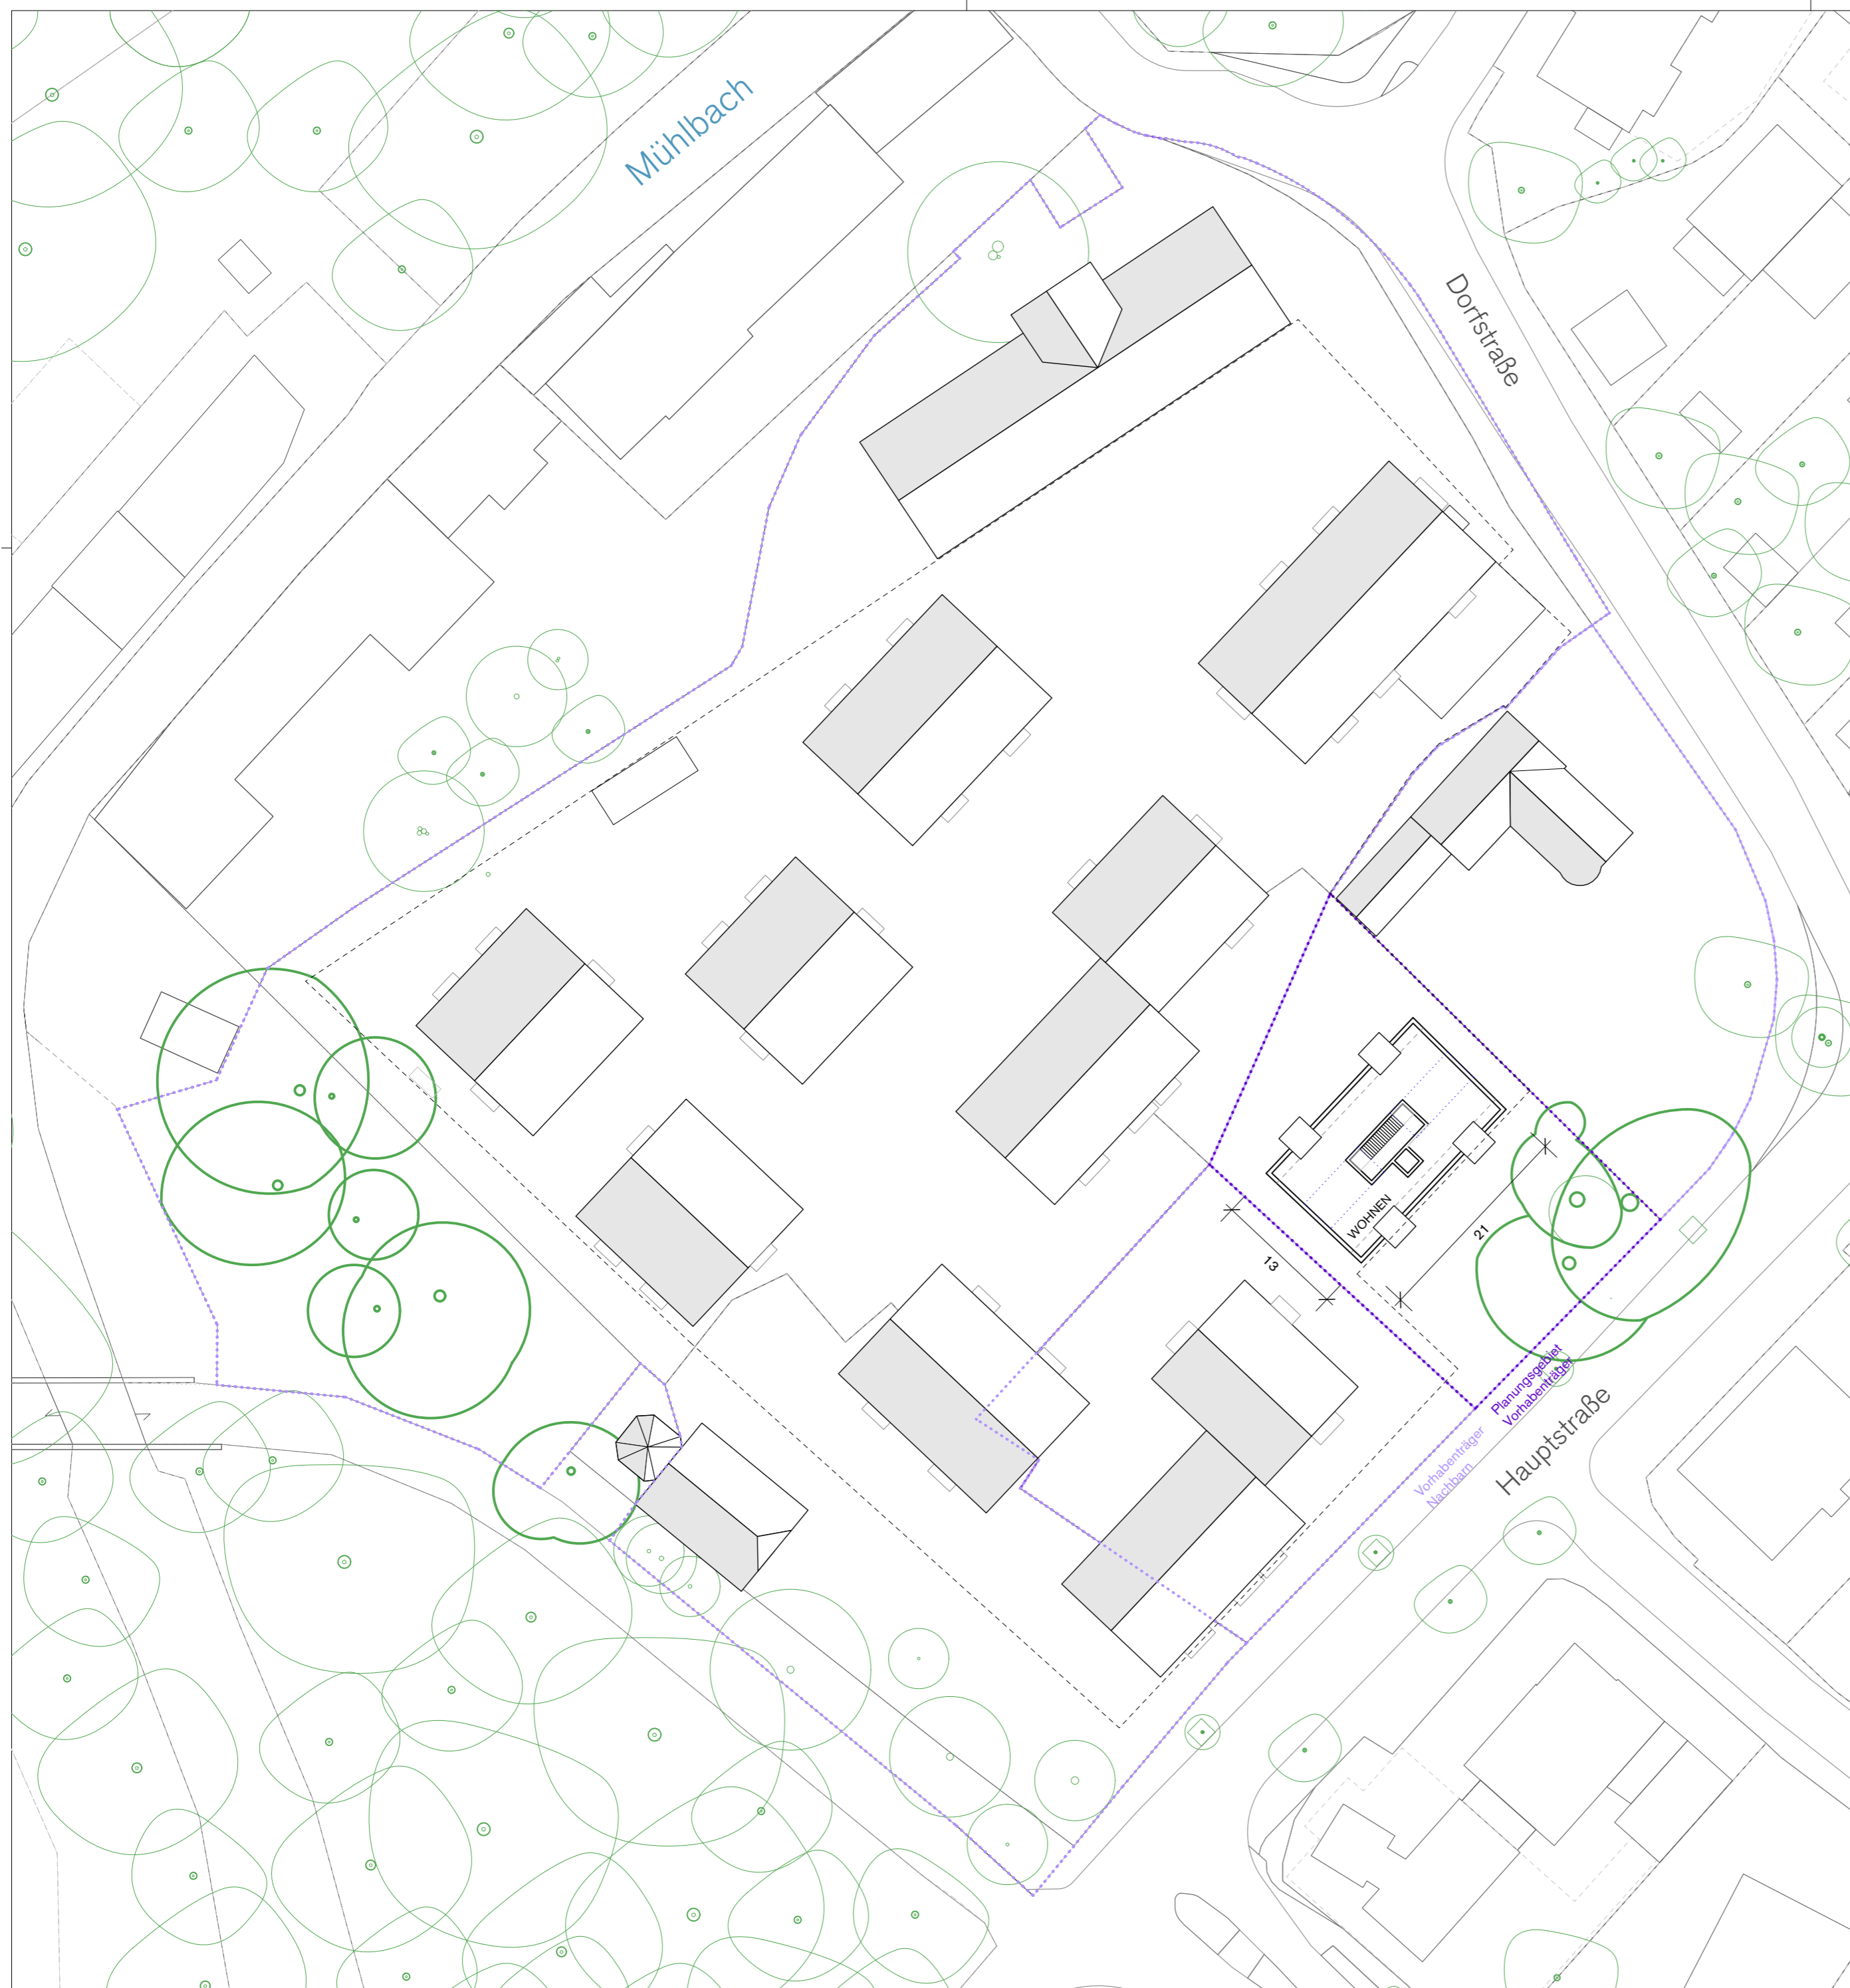 Mühlbach
Dorfstraße
WOHNEN
21
13
Planungsgebiet
Vorhabenträger
Vorhabenträger
Nachbarn
Hauptstraße